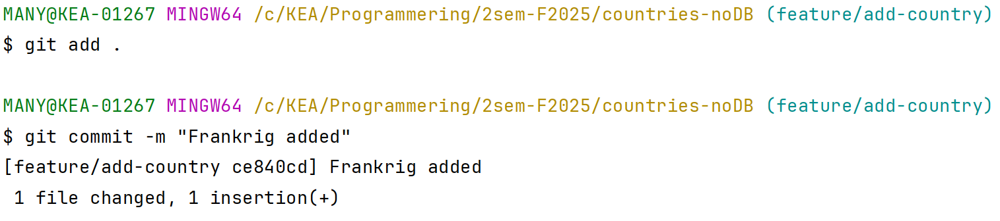 MANY@KEA-01267 MINGW64 /c/KEA/Programmering/2sem-F2025/countries-noDB (feature/add-country)
$ git add .
MANY@KEA-01267 MINGW64 /c/KEA/Programmering/2sem-F2025/countries-noDB (feature/add-country)
$ git commit -m "Frankrig added"
[feature/add-country ce840cd] Frankrig added
 1 file changed, 1 insertion(+)